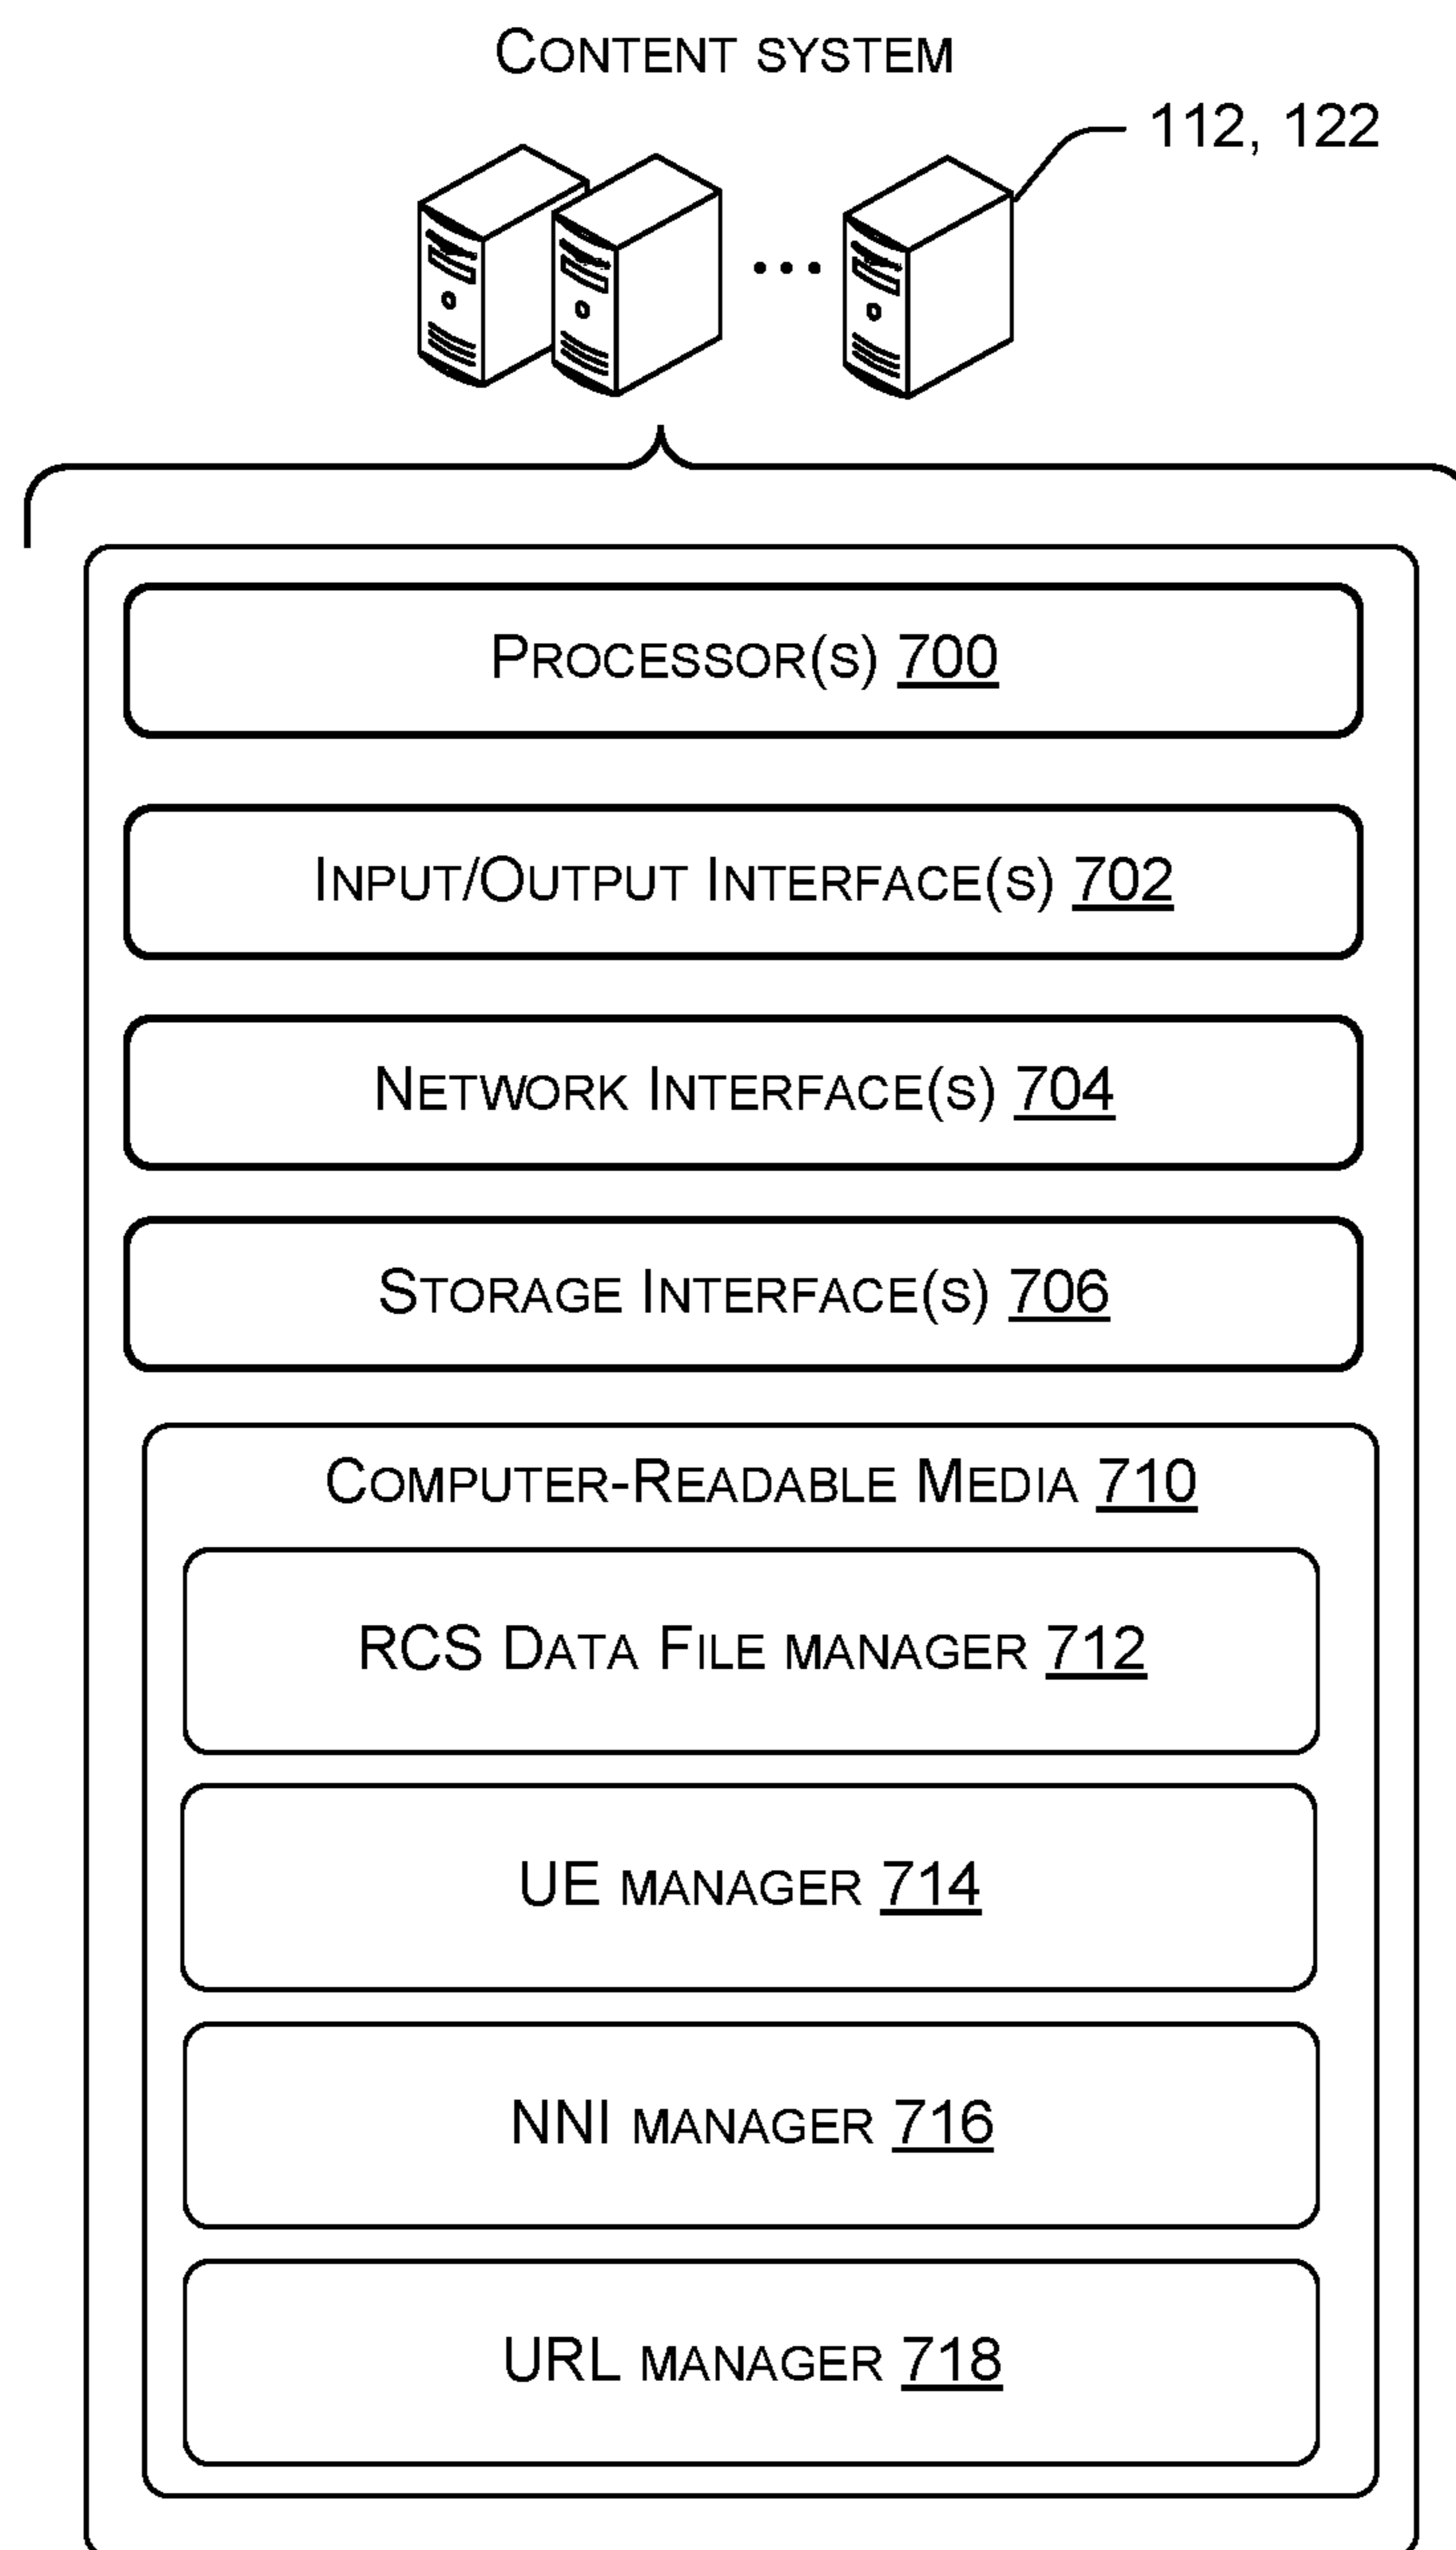 CONTENT SYSTEM
112, 122
PROCESSOR(S) 700
INPUT/OUTPUT INTERFACE(S) 702
NETWORK INTERFACE(S) 704
STORAGE INTERFACE(S) 706
COMPUTER-READABLE MEDIA 710
RCS DATA FILE MANAGER 712
UE MANAGER 714
NNI MANAGER 716
URL MANAGER 718